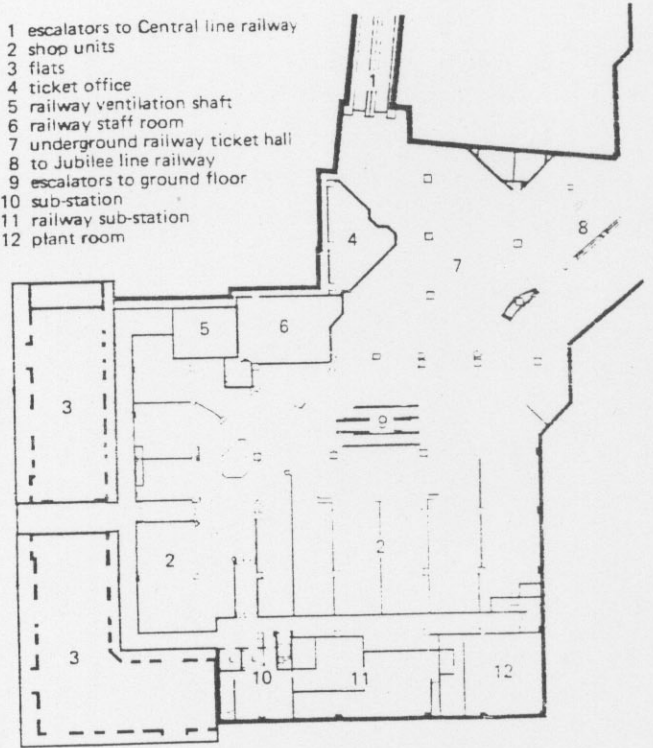 1 escalators to Central line railway
2 shop units
3 flats
4 ticket office
5 railway ventilation shaft
6 railway staff room
7 underground railway ticket hall
8 to Jubilee line railway
9 escalators to ground floor
10 sub-station
11 railway sub-station
12 plant room
1
4
8
7
5
6
3
9
2
2
3
10
11
12